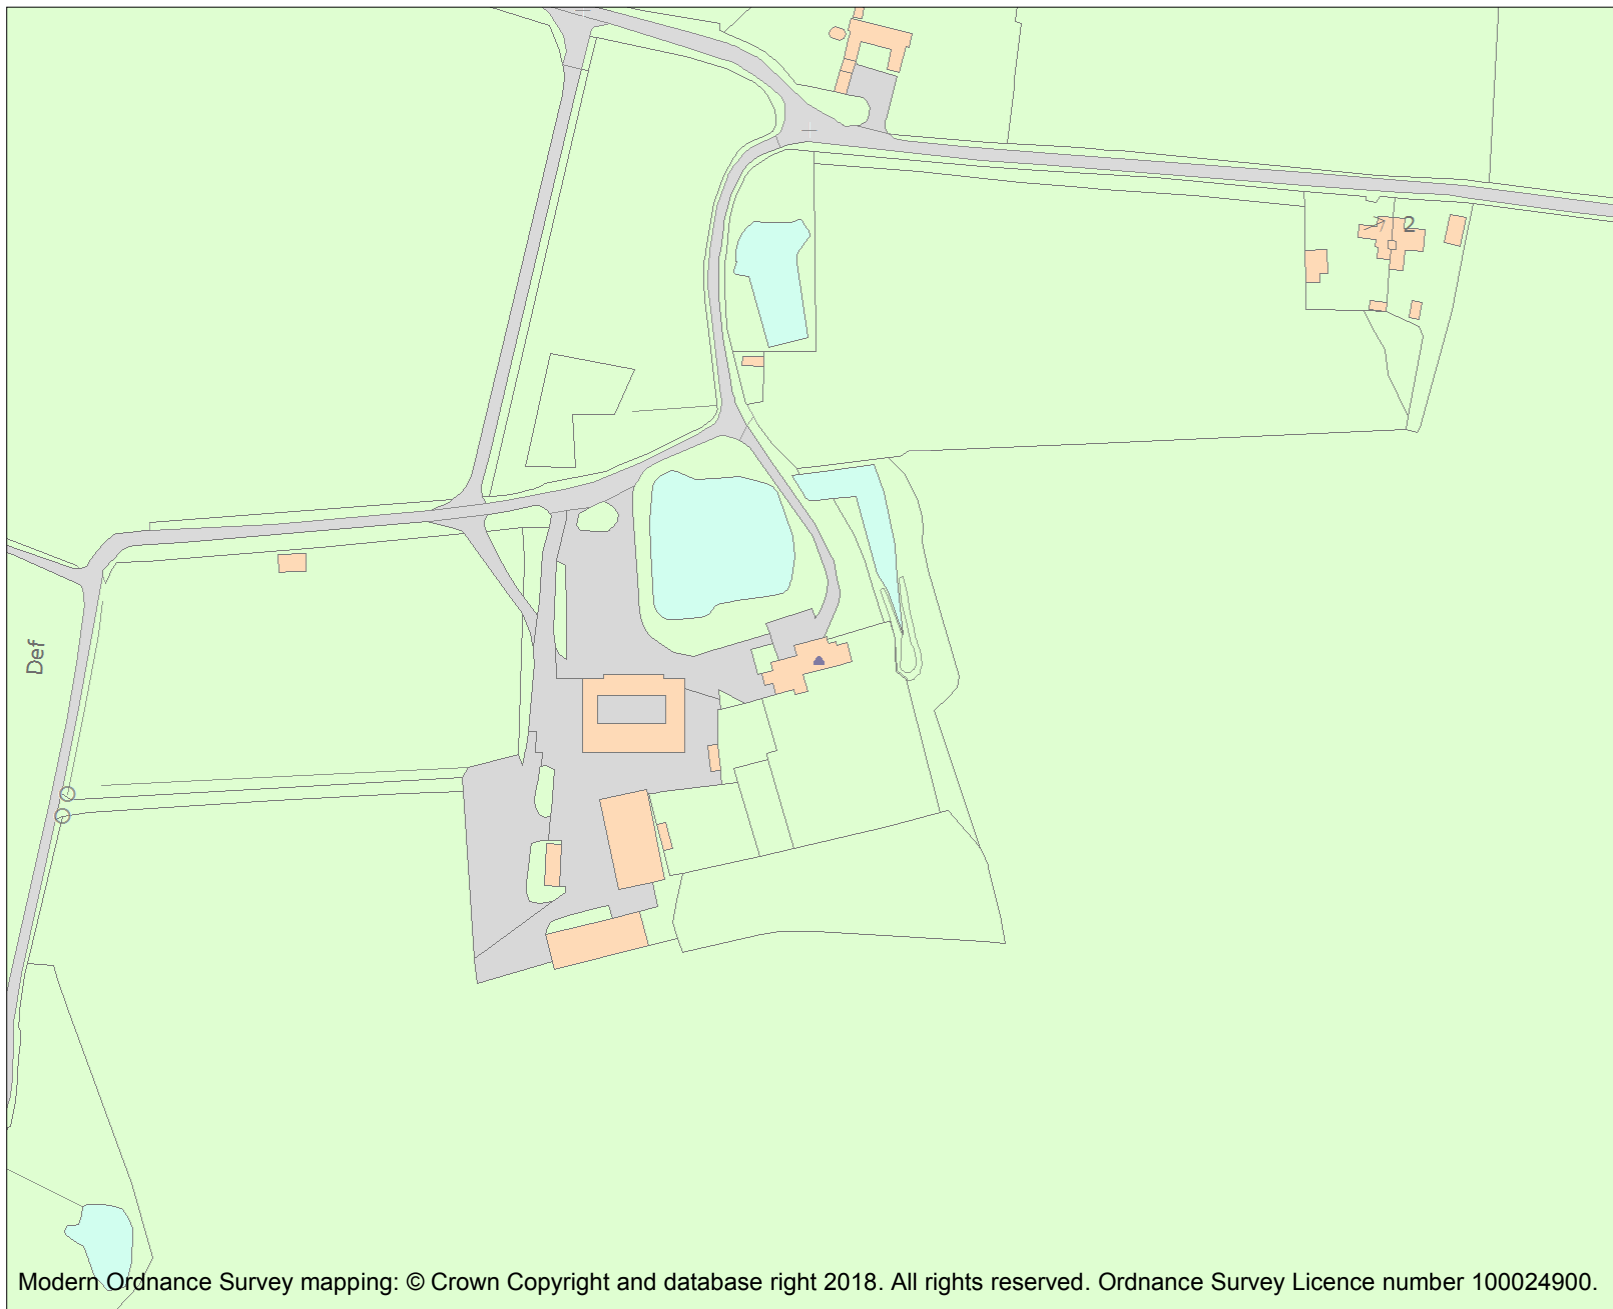 2
Def
Modern Ordnance Survey mapping: © Crown Copyright and database right 2018. All rights reserved. Ordnance Survey Licence number 100024900.